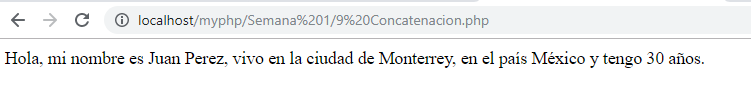 localhost/myphp/Semana%201/9%20Concatenacion.php
Hola, mi nombre es Juan Perez, vivo en la ciudad de Monterrey, en el país México y tengo 30 años.